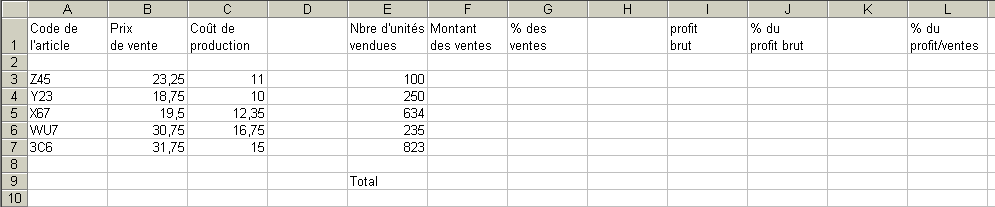 A B C D E F G H I J K L
1 Code de l'article Prix de vente Coût de production Nbre d'unités vendues Montant des ventes % des ventes profit brut % du profit brut % du profit/ventes
2
3 Z45 23,25 11 100
4 Y23 18,75 10 250
5 X67 19,5 12,35 634
6 WU7 30,75 16,75 235
7 3C6 31,75 15 823
8
9 Total
10